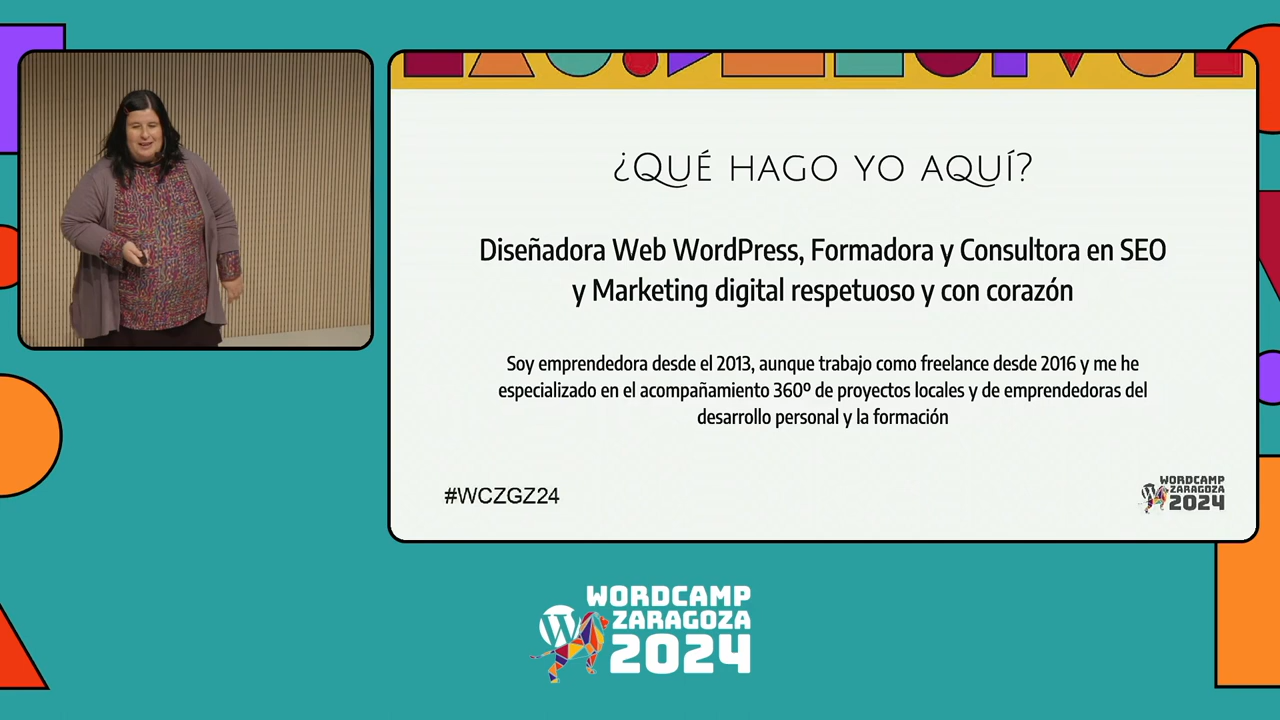 ¿QUÉ HAGO YO AQUÍ?
Diseñadora Web WordPress, Formadora y Consultora en SEO
y Marketing digital respetuoso y con corazón
Soy emprendedora desde el 2013, aunque trabajo como freelance desde 2016 y me he
especializado en el acompañamiento 360º de proyectos locales y de emprendedoras del
desarrollo personal y la formación
#WCZGZ24
WORDCAMP
ZARAGOZA
2024
WORDCAMP
ZARAGOZA
2024